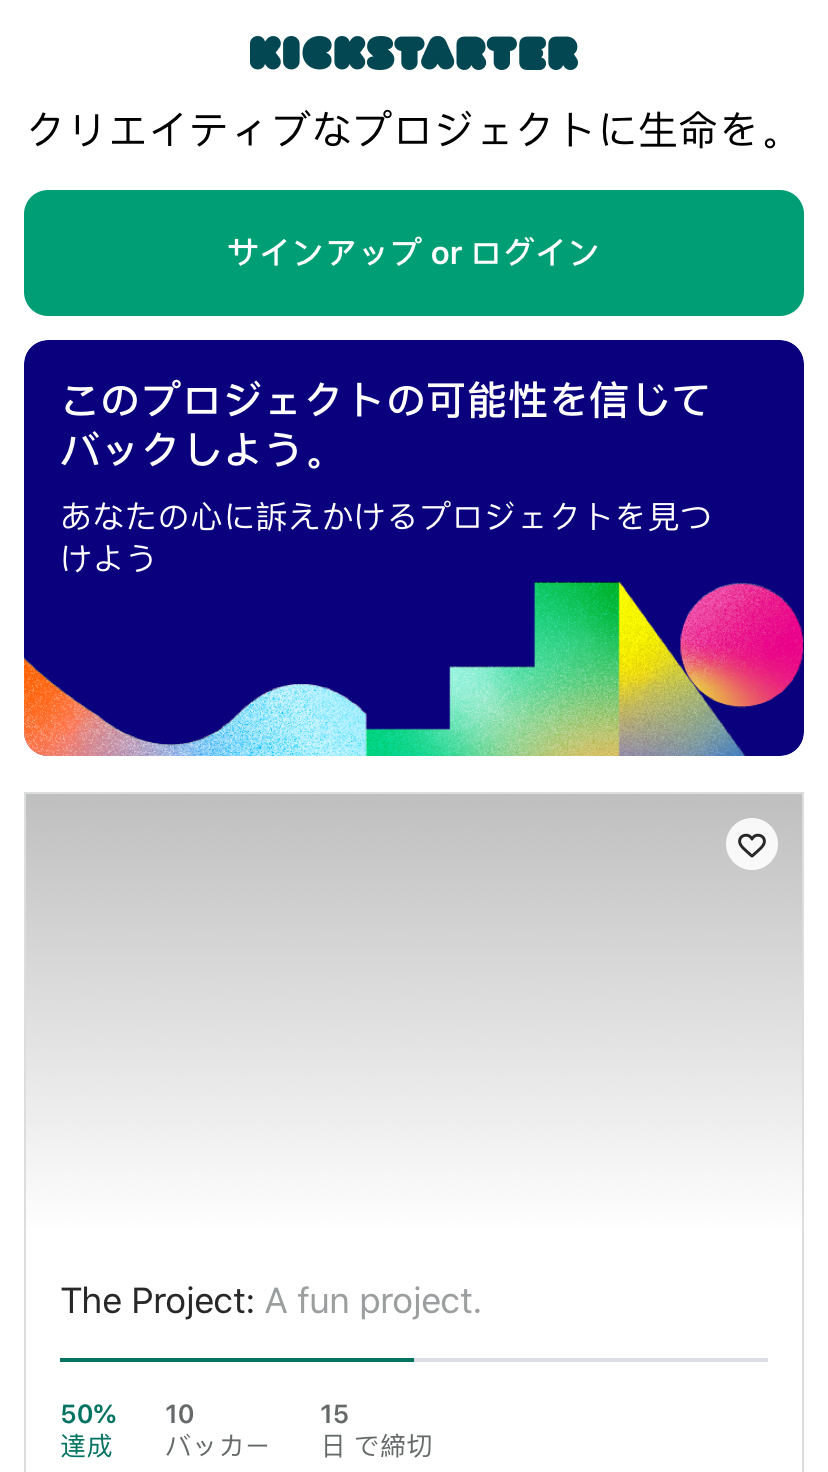 KICKSTARTER
クリエイティブなプロジェクトに生命を。
サインアップ or ログイン
このプロジェクトの可能性を信じて
バックしよう。
あなたの心に訴えかけるプロジェクトを見つ
けよう
The Project: A fun project.
50% 10 15
達成 バッカー 日 で締切